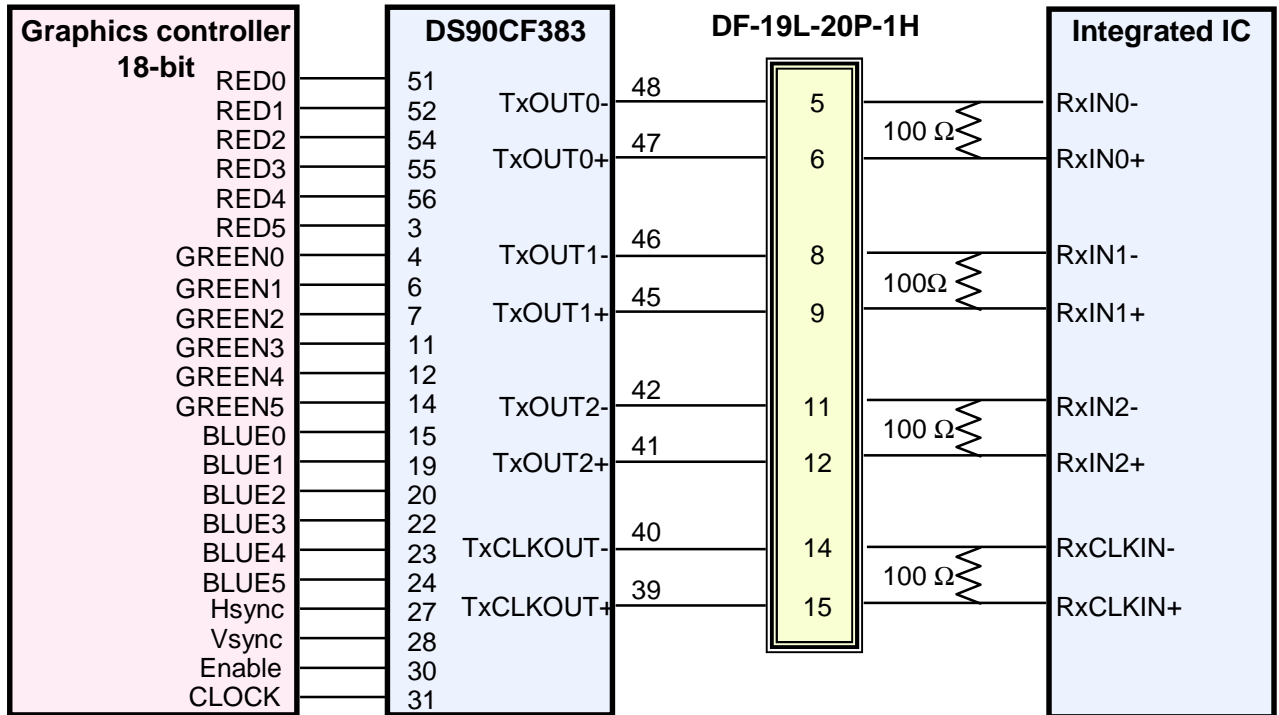 Graphics controller
18-bit
RED0
RED1
RED2
RED3
RED4
RED5
GREEN0
GREEN1
GREEN2
GREEN3
GREEN4
GREEN5
BLUE0
BLUE1
BLUE2
BLUE3
BLUE4
BLUE5
Hsync
Vsync
Enable
CLOCK
DS90CF383
51
52
54
55
56
3
4
6
7
11
12
14
15
19
20
22
23
24
27
28
30
31
TxOUT0-
TxOUT0+
TxOUT1-
TxOUT1+
TxOUT2-
TxOUT2+
TxCLKOUT-
TxCLKOUT+
48
47
46
45
42
41
40
39
DF-19L-20P-1H
5
6
8
9
11
12
14
15
100 Ω
100Ω
100 Ω
100 Ω
Integrated IC
RxIN0-
RxIN0+
RxIN1-
RxIN1+
RxIN2-
RxIN2+
RxCLKIN-
RxCLKIN+